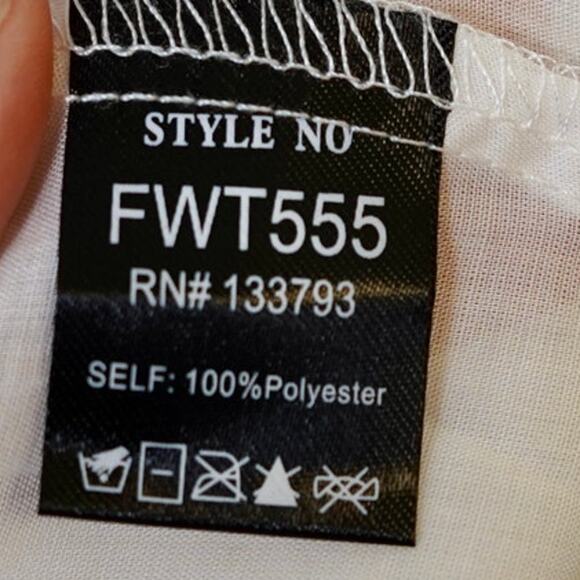 STYLE NO
FWT555
RN# 133793
SELF: 100%Polyester